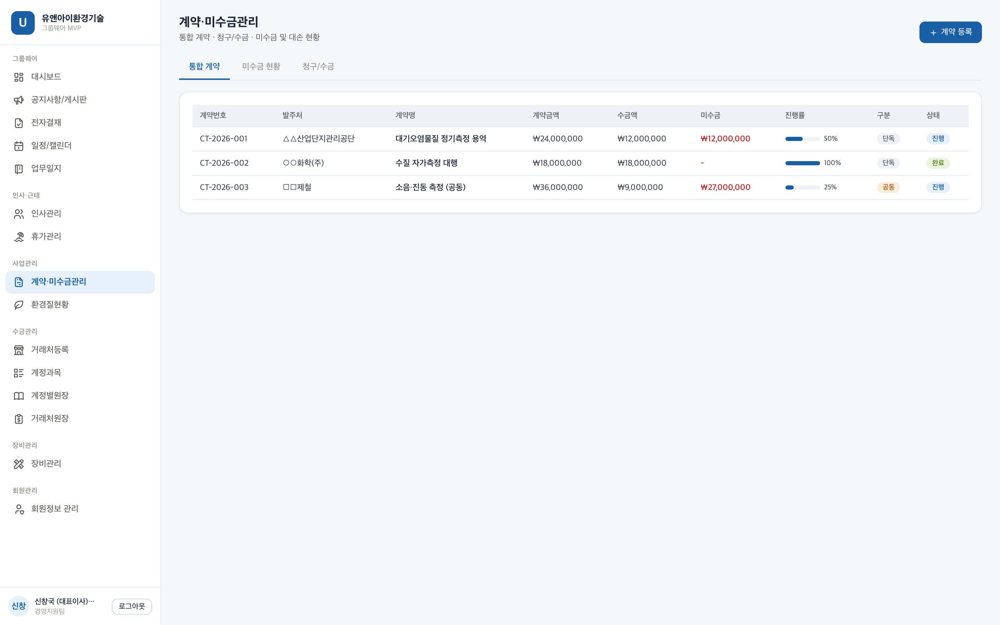 U
유앤아이환경기술
그룹웨어 MVP
그룹웨어
대시보드
공지사항/게시판
전자결재
일정/캘린더
업무일지
인사·근태
인사관리
휴가관리
사업관리
계약·미수금관리
환경질현황
수금관리
거래처등록
계정과목
계정별원장
거래처원장
장비관리
장비관리
회원관리
회원정보 관리
신창
신창국 (대표이사)…
경영지원팀
로그아웃
계약·미수금관리
통합 계약 · 청구/수금 · 미수금 및 대손 현황
+ 계약 등록
통합 계약 미수금 현황 청구/수금
계약번호 발주처 계약명 계약금액 수금액 미수금 진행률 구분 상태
CT-2026-001 △△산업단지관리공단 대기오염물질 정기측정 용역 ₩24,000,000 ₩12,000,000 ₩12,000,000 50% 단독 진행
CT-2026-002 ○○화학(주) 수질 자가측정 대행 ₩18,000,000 ₩18,000,000 - 100% 단독 완료
CT-2026-003 □□제철 소음·진동 측정 (공동) ₩36,000,000 ₩9,000,000 ₩27,000,000 25% 공동 진행